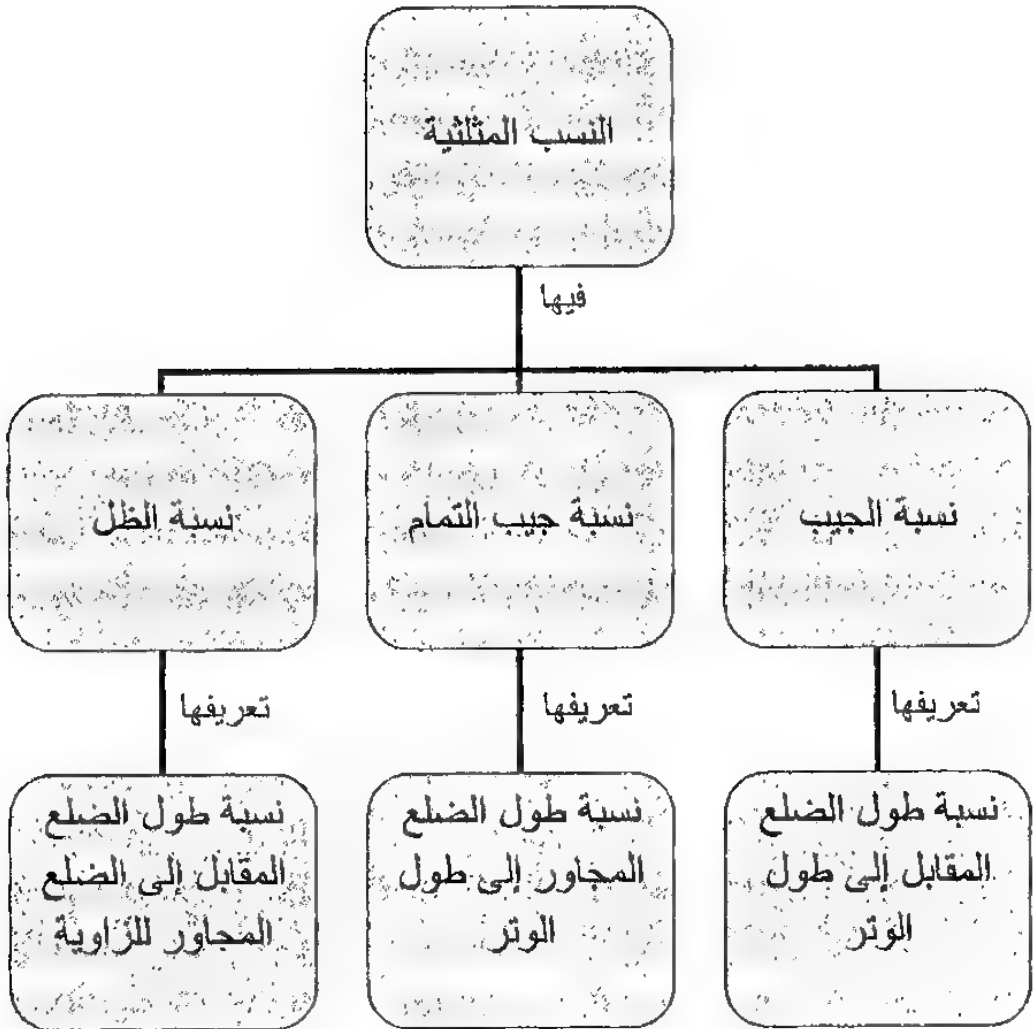 النسب المثلثية
فيها
نسبة الجيب
نسبة جيب التمام
نسبة الظل
تعريفها
تعريفها
تعريفها
نسبة طول الضلع
المقابل إلى طول
الوتر
نسبة طول الضلع
المجاور إلى طول
الوتر
نسبة طول الضلع
المقابل إلى الضلع
المجاور للزاوية